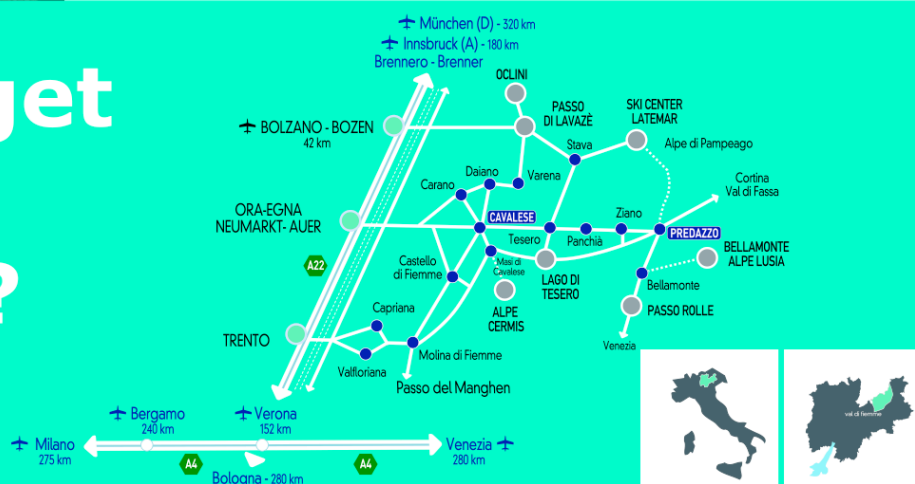 get
?
München (D) - 320 km
Innsbruck (A) - 180 km
Brennero - Brenner
OCLINI
BOLZANO - BOZEN
42 km
PASSO
DI LAVAZÈ
SKI CENTER
LATEMAR
Stava
Alpe di Pampeago
Cortina
Val di Fassa
Daiano
Carano
Varena
ORA-EGNA
NEUMARKT- AUER
CAVALESE
Tesero
Panchià
Ziano
PREDAZZO
A22
Castello
di Fiemme
Masi di
Cavalese
LAGO DI
TESERO
BELLAMONTE
ALPE LUSIA
Bellamonte
ALPE
CERMIS
PASSO ROLLE
Capriana
TRENTO
Valfloriana
Molina di Fiemme
Venezia
Passo del Manghen
Bergamo
240 km
Verona
152 km
Milano
275 km
Venezia
280 km
A4
A4
Bologna - 280 km
val di fiemme